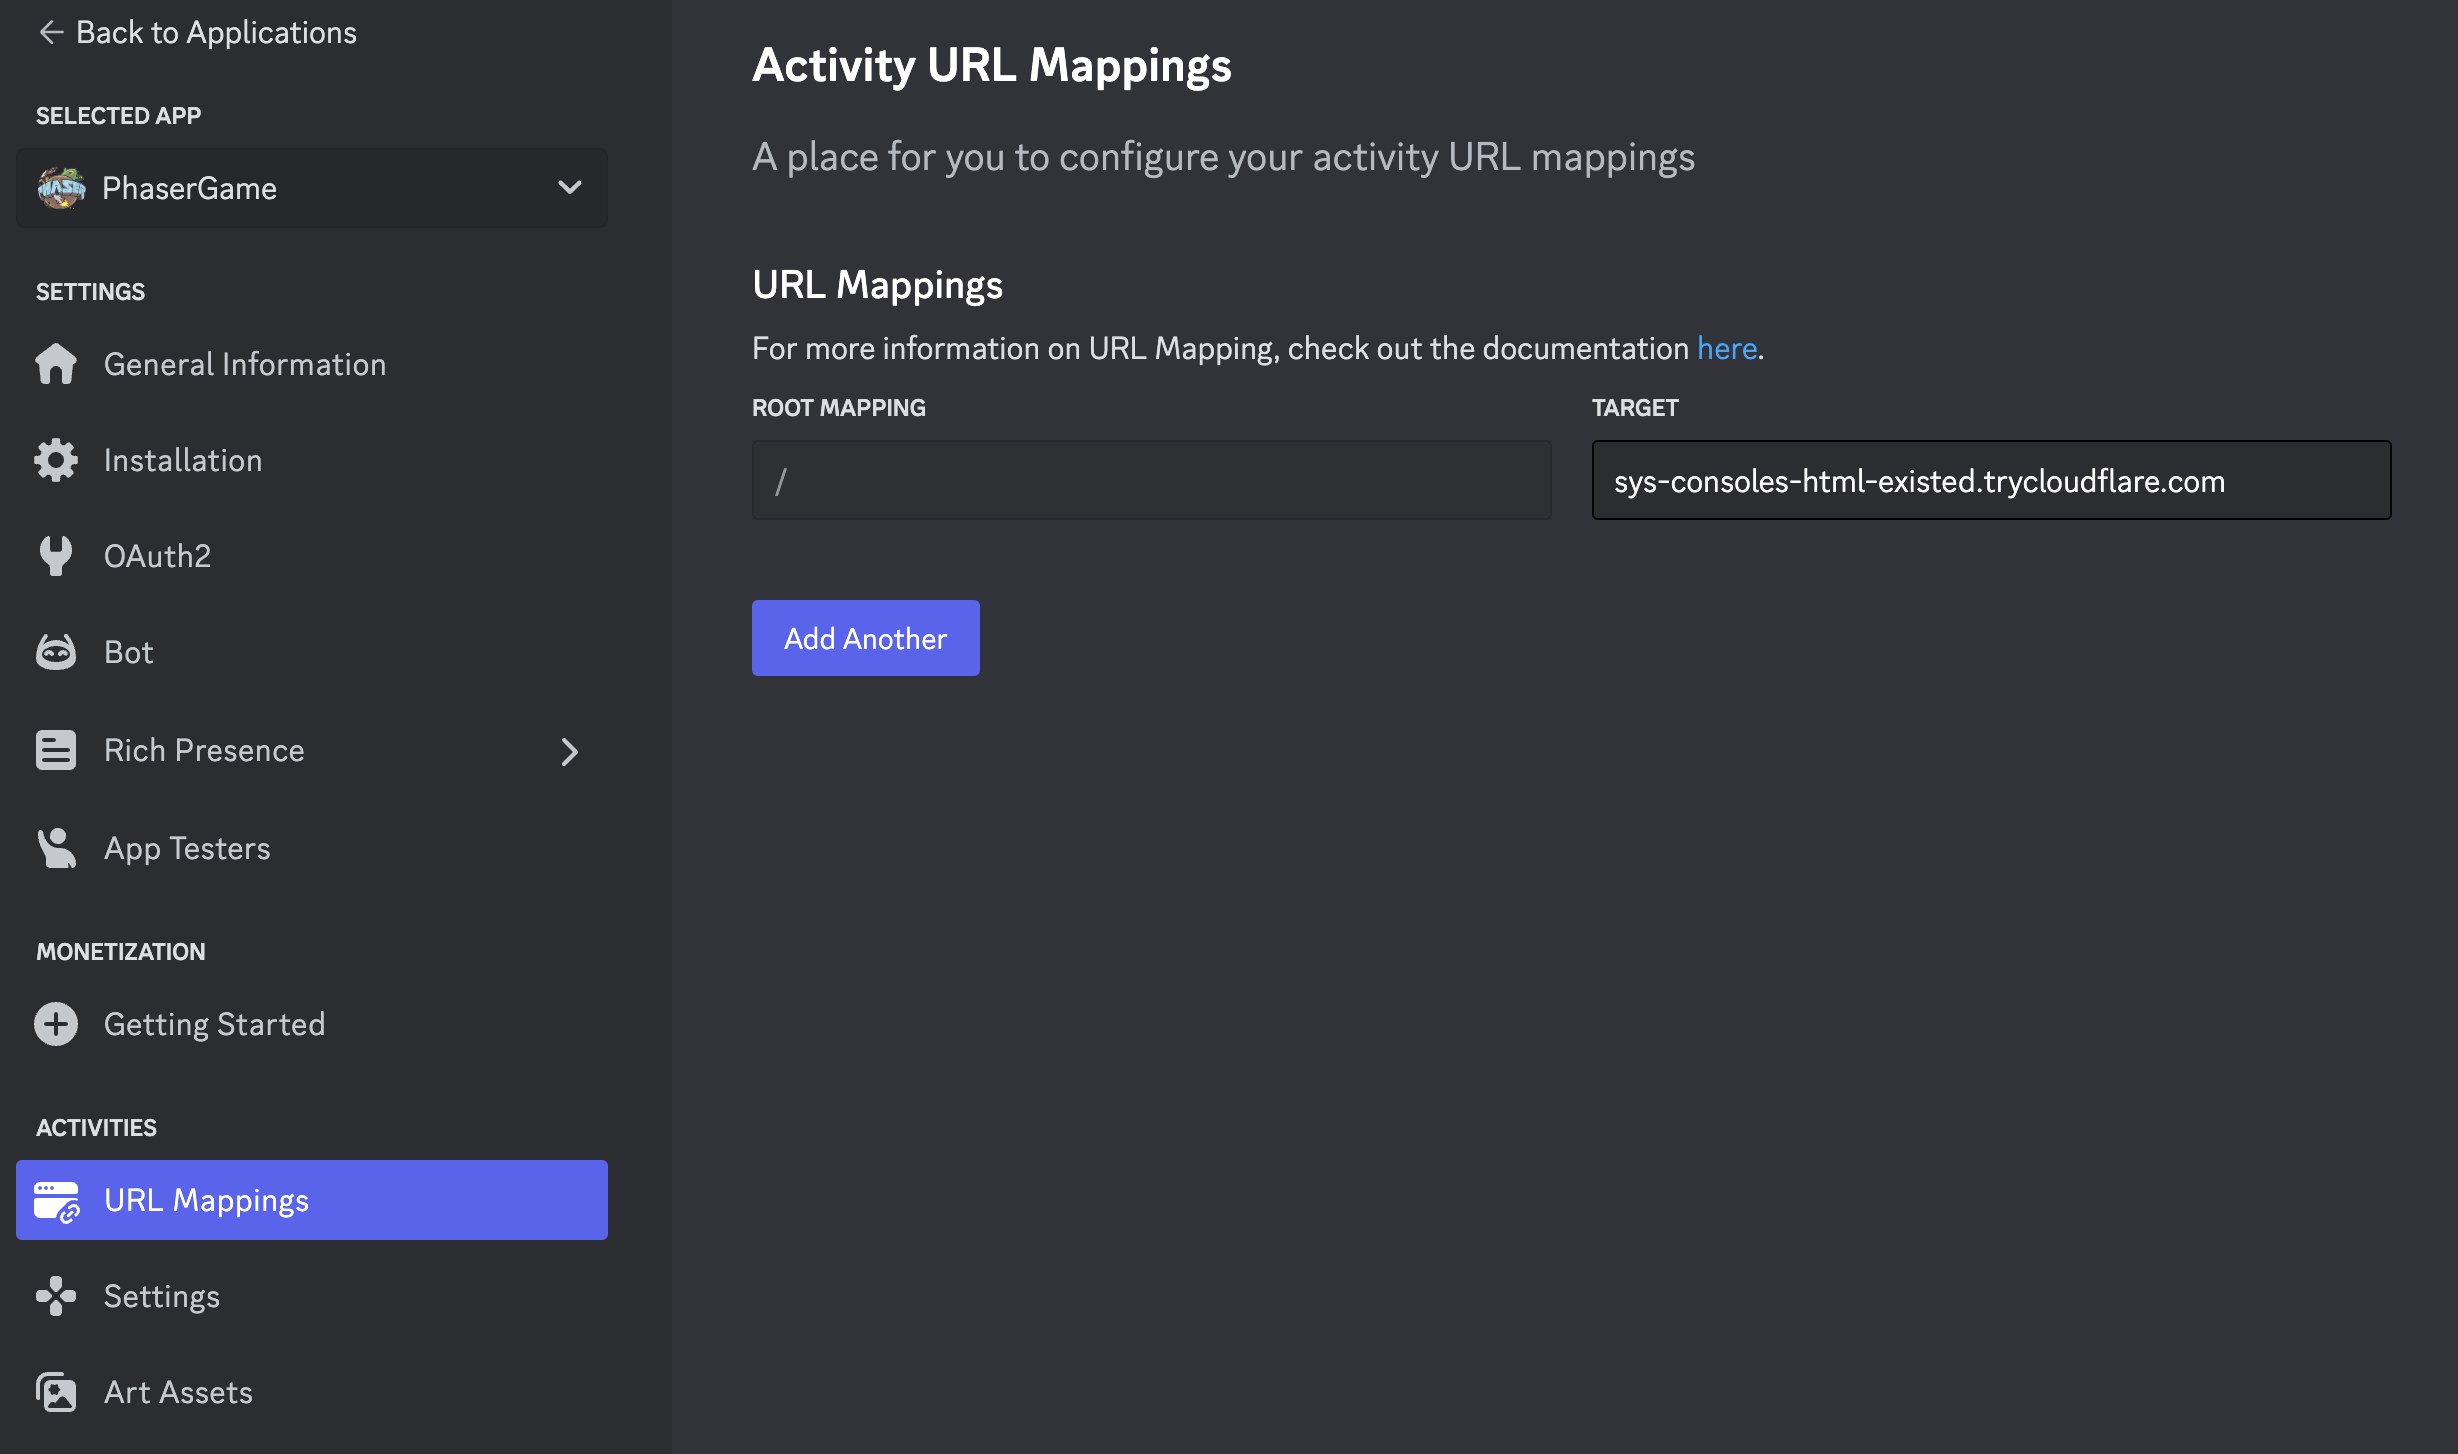 Back to Applications
SELECTED APP
PHASER
PhaserGame
SETTINGS
General Information
Installation
OAuth2
Bot
Rich Presence
App Testers
MONETIZATION
Getting Started
ACTIVITIES
URL Mappings
Settings
Art Assets
Activity URL Mappings
A place for you to configure your activity URL mappings
URL Mappings
For more information on URL Mapping, check out the documentation here.
ROOT MAPPING
TARGET
/
sys-consoles-html-existed.trycloudflare.com
Add Another